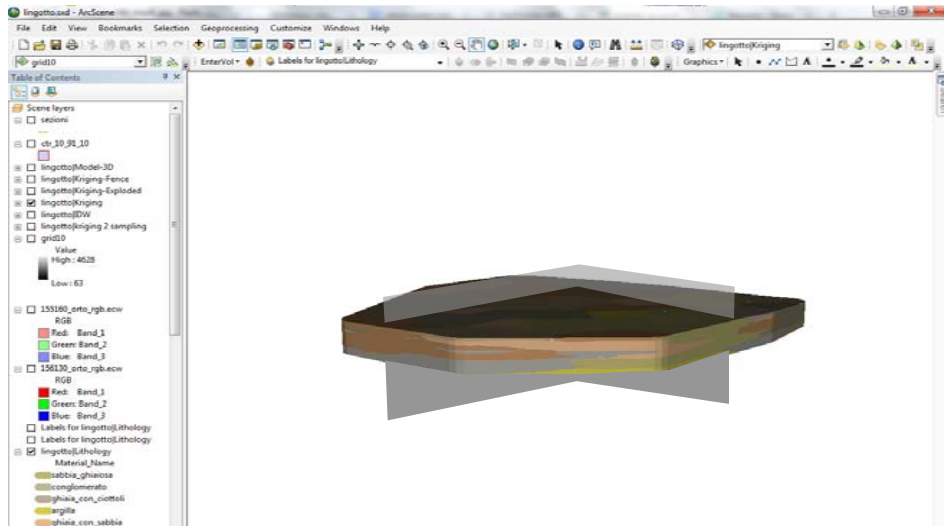 lingotto.sxd - ArcScene
File Edit View Bookmarks Selection Geoprocessing Customize Windows Help
lingotto|Kriging
grid10 EnterVol Labels for lingotto|Lithology Graphics
Table of Contents
Scene layers
sezioni
ctr_10_91_10
lingotto|Model-3D
lingotto|Kriging-Fence
lingotto|Kriging-Exploded
lingotto|Kriging
lingotto|IDW
lingotto|kriging 2 sampling
grid10
Value
High : 4628
Low : 63
155160_orto_rgb.ecw
RGB
Red: Band_1
Green: Band_2
Blue: Band_3
156130_orto_rgb.ecw
RGB
Red: Band_1
Green: Band_2
Blue: Band_3
Labels for lingotto|Lithology
Labels for lingotto|Lithology
lingotto|Lithology
Material_Name
sabbia_ghiaiosa
conglomerato
ghiaia_con_ciottoli
argilla
ghiaia_con_sabbia